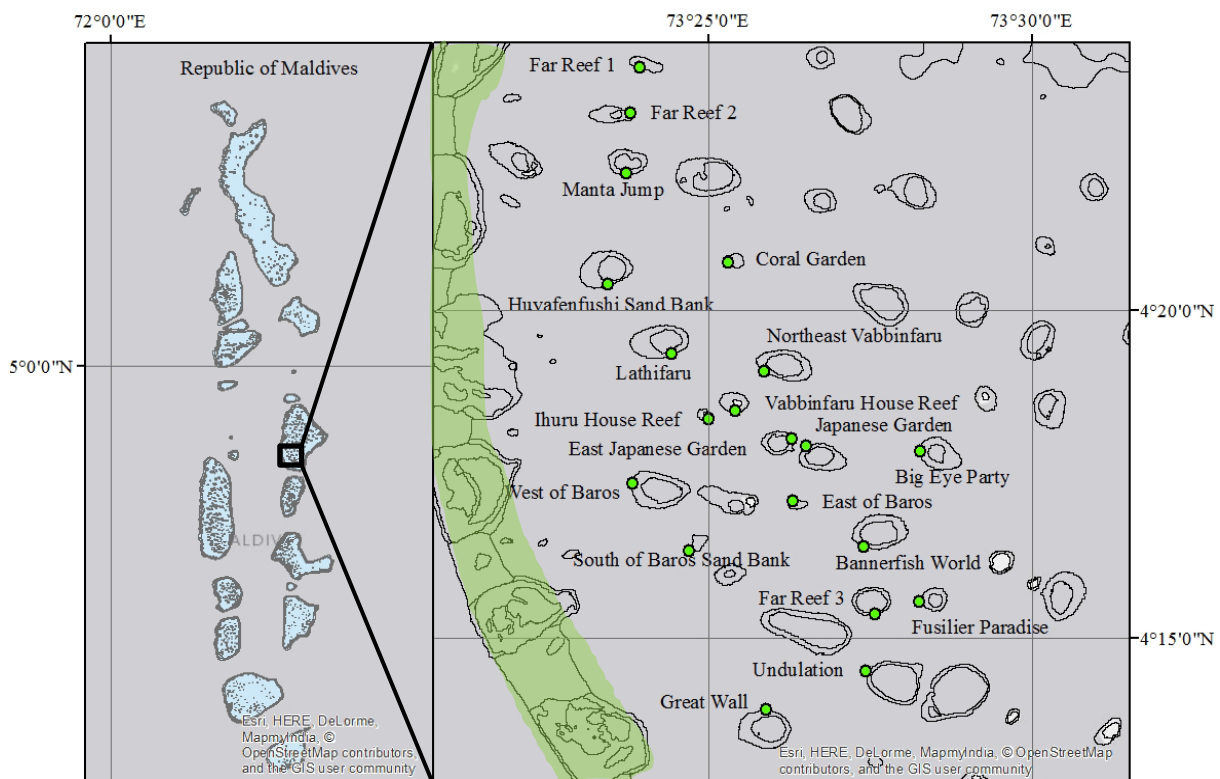 72°0'0"E
73°25'0"E
73°30'0"E
Republic of Maldives
Far Reef 1
Far Reef 2
Manta Jump
Coral Garden
Huvafenfushi Sand Bank
4°20'0"N
Northeast Vabbinfaru
5°0'0"N
Lathifaru
Vabbinfaru House Reef
Ihuru House Reef
Japanese Garden
East Japanese Garden
Big Eye Party
West of Baros
East of Baros
ALDIV
South of Baros Sand Bank
Bannerfish World
Far Reef 3
Fusilier Paradise
4°15'0"N
Undulation
Great Wall
Esri, HERE, DeLorme,
MapmyIndia, ©
OpenStreetMap contributors,
and the GIS user community
Esri, HERE, DeLorme, MapmyIndia, © OpenStreetMap
contributors, and the GIS user community